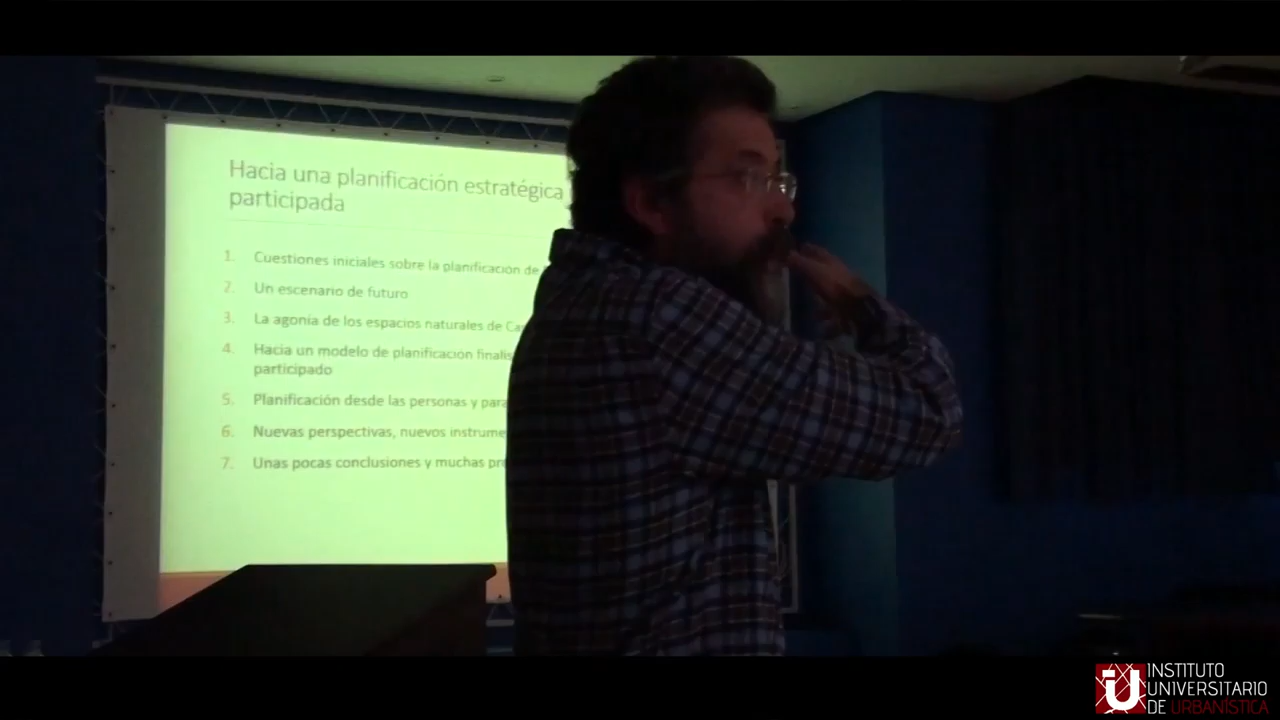 Hacia una planificación estratégica
participada
1. Cuestiones iniciales sobre la planificación de
2. Un escenario de futuro
3. La agonía de los espacios naturales de
4. Hacia un modelo de planificación
participado
5. Planificación desde las personas y
6. Nuevas perspectivas, nuevos
7. Unas pocas conclusiones y muchas
INSTITUTO
UNIVERSITARIO
DE URBANÍSTICA